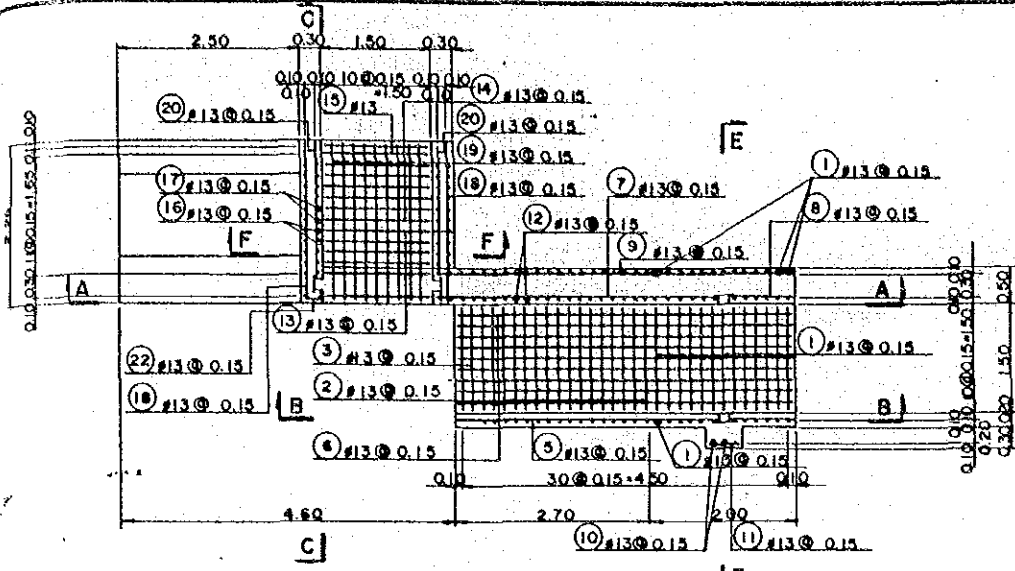 C
2.50 0.30 1.50 0.30
⑭ #13@ 0.15
⑮ #13
⑳ #13@ 0.15
⑳ #13@ 0.15
E
⑲ #13@ 0.15
① #13@ 0.15
⑰ #13@ 0.15
⑱ #13@ 0.15
⑦ #13@ 0.15
⑯ #13@ 0.15
⑫ #13@ 0.15
⑧ #13@ 0.15
F F
⑨ #13@ 0.15
A A
0.50
⑬ #13@ 0.15
③ #13@ 0.15
① #13@ 0.15
1.50
㉒ #13@ 0.15
② #13@ 0.15
⑱ #13@ 0.15
B B
⑥ #13@ 0.15
⑤ #13@ 0.15
① #13@ 0.15
0.20
0.10 30@0.15=4.50 0.10
4.60 2.70 2.00
⑩ #13@ 0.15
⑪ #13@ 0.15
C